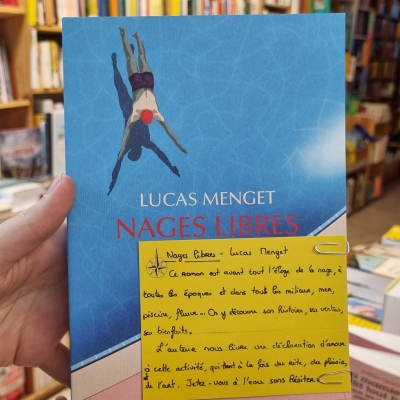 LUCAS MENGET
NAGES LIBRES
Nages libres - Lucas Menget
Ce roman est avant tout l'éloge de la nage, à
toutes les époques et dans tous les milieux, mer,
piscine, fleuve... On y découvre son histoire, ses vertus,
ses bienfaits.
L'auteur nous livre une déclaration d'amour
à cette activité, qui tient à la fois du rite, du plaisir,
et de l'art. Jetez-vous à l'eau sans hésiter